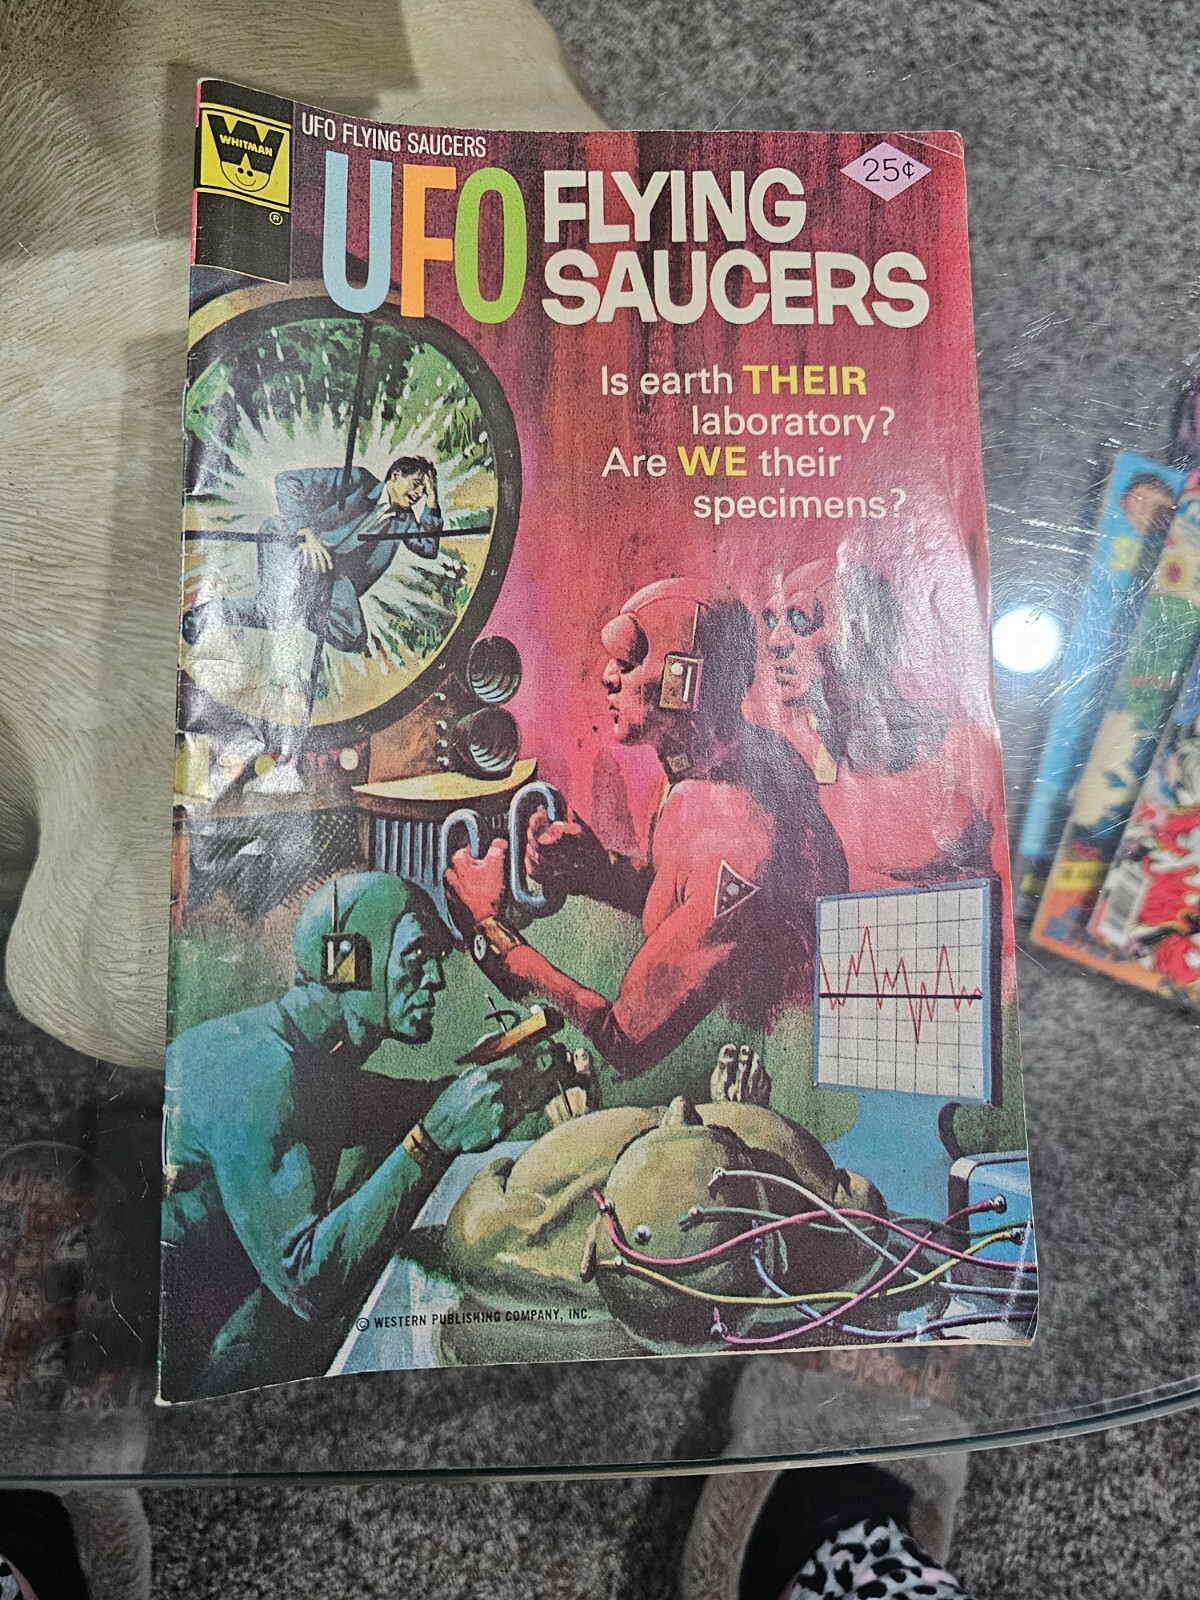 WHITMAN
®
UFO FLYING SAUCERS
25¢
UFO FLYING
SAUCERS
Is earth THEIR
laboratory?
Are WE their
specimens?
© WESTERN PUBLISHING COMPANY, INC.